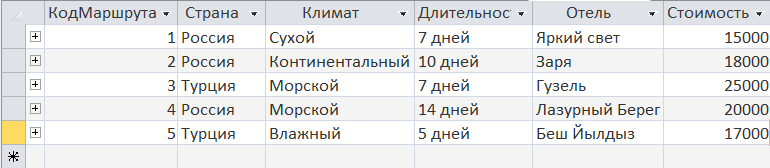 КодМаршрута Страна Климат Длительнос Отель Стоимость
1 Россия Сухой 7 дней Яркий свет 15000
2 Россия Континентальный 10 дней Заря 18000
3 Турция Морской 7 дней Гузель 25000
4 Россия Морской 14 дней Лазурный Берег 20000
5 Турция Влажный 5 дней Беш Йылдыз 17000